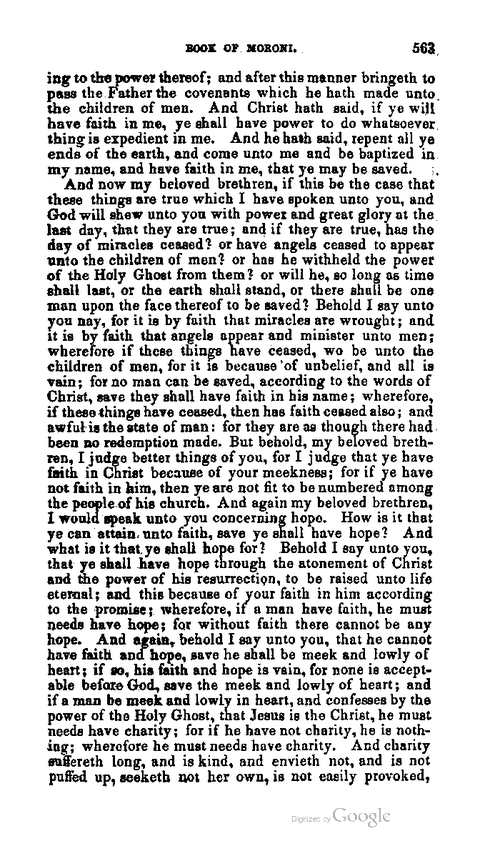 BOOK OF MORONI. 563
ing to the power thereof; and after this manner bringeth to
pass the Father the covenants which he hath made unto
the children of men. And Christ hath said, if ye will
have faith in me, ye shall have power to do whatsoever
thing is expedient in me. And he hath said, repent all ye
ends of the earth, and come unto me and be baptized in
my name, and have faith in me, that ye may be saved.
And now my beloved brethren, if this be the case that
these things are true which I have spoken unto you, and
God will shew unto you with power and great glory at the
last day, that they are true; and if they are true, has the
day of miracles ceased? or have angels ceased to appear
unto the children of men? or has he withheld the power
of the Holy Ghost from them? or will he, so long as time
shall last, or the earth shall stand, or there shall be one
man upon the face thereof to be saved? Behold I say unto
you nay, for it is by faith that miracles are wrought; and
it is by faith that angels appear and minister unto men;
wherefore if these things have ceased, wo be unto the
children of men, for it is because of unbelief, and all is
vain; for no man can be saved, according to the words of
Christ, save they shall have faith in his name; wherefore,
if these things have ceased, then has faith ceased also; and
awful is the state of man: for they are as though there had
been no redemption made. But behold, my beloved breth-
ren, I judge better things of you, for I judge that ye have
faith in Christ because of your meekness; for if ye have
not faith in him, then ye are not fit to be numbered among
the people of his church. And again my beloved brethren,
I would speak unto you concerning hope. How is it that
ye can attain unto faith, save ye shall have hope? And
what is it that ye shall hope for? Behold I say unto you,
that ye shall have hope through the atonement of Christ
and the power of his resurrection, to be raised unto life
eternal; and this because of your faith in him according
to the promise; wherefore, if a man have faith, he must
needs have hope; for without faith there cannot be any
hope. And again, behold I say unto you, that he cannot
have faith and hope, save he shall be meek and lowly of
heart; if so, his faith and hope is vain, for none is accept-
able before God, save the meek and lowly of heart; and
if a man be meek and lowly in heart, and confesses by the
power of the Holy Ghost, that Jesus is the Christ, he must
needs have charity; for if he have not charity, he is noth-
ing; wherefore he must needs have charity. And charity
suffereth long, and is kind, and envieth not, and is not
puffed up, seeketh not her own, is not easily provoked,
Digitized by Google